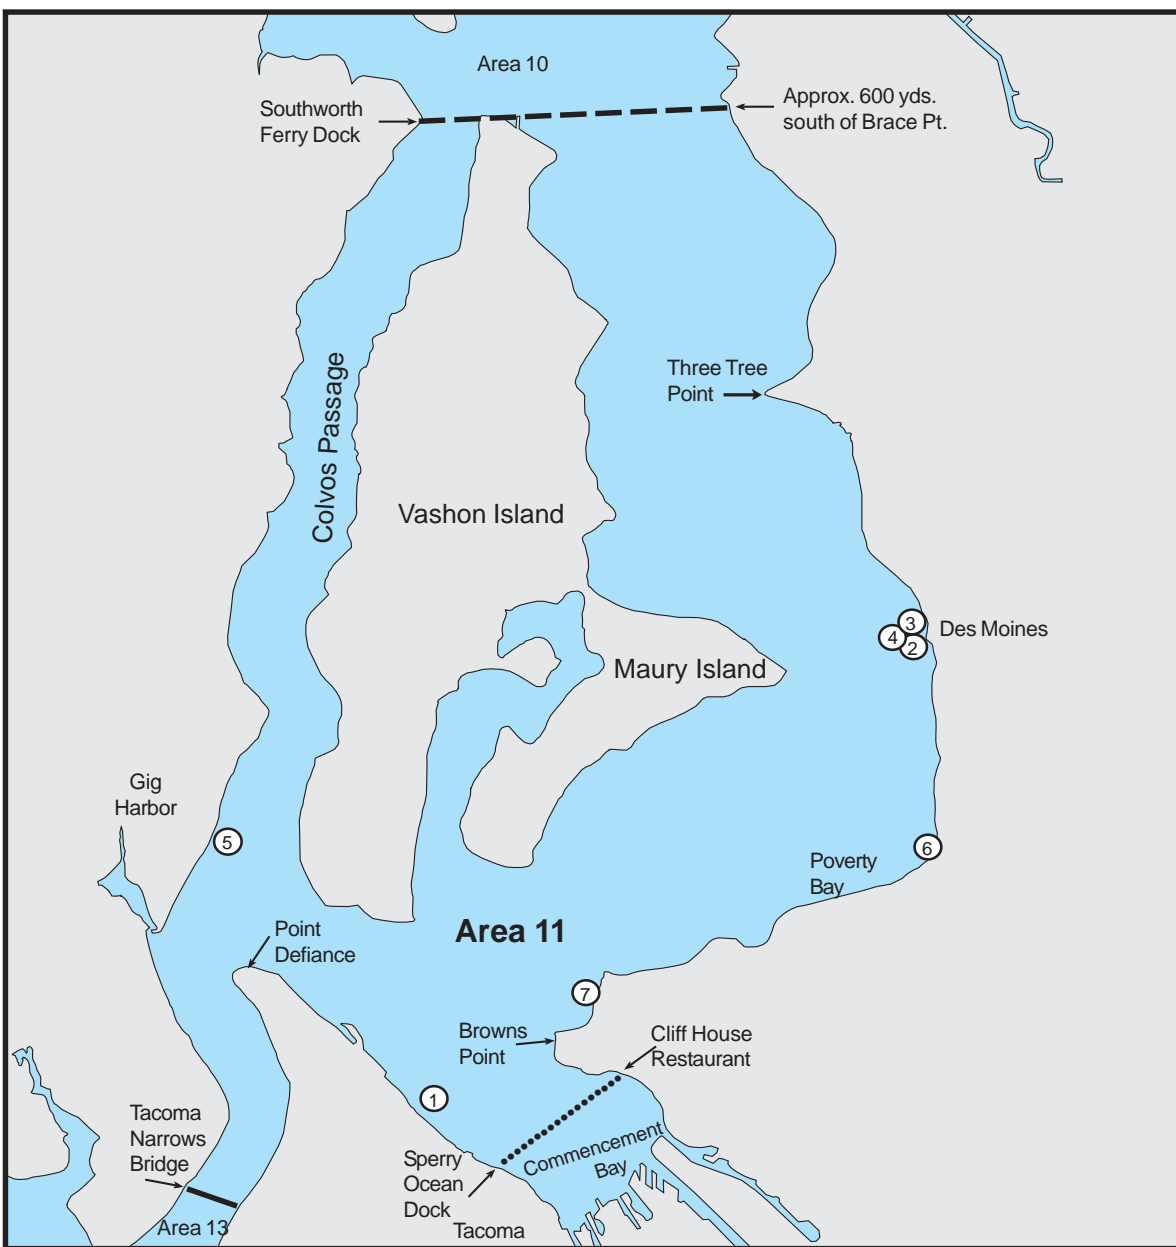 Area 10
Southworth
Ferry Dock
Approx. 600 yds.
south of Brace Pt.
Three Tree
Point
Colvos Passage
Vashon Island
3
4
2
Des Moines
Maury Island
Gig
Harbor
5
6
Poverty
Bay
Area 11
Point
Defiance
7
Browns
Point
Cliff House
Restaurant
1
Tacoma
Narrows
Bridge
Commencement
Bay
Sperry
Ocean
Dock
Tacoma
Area 13